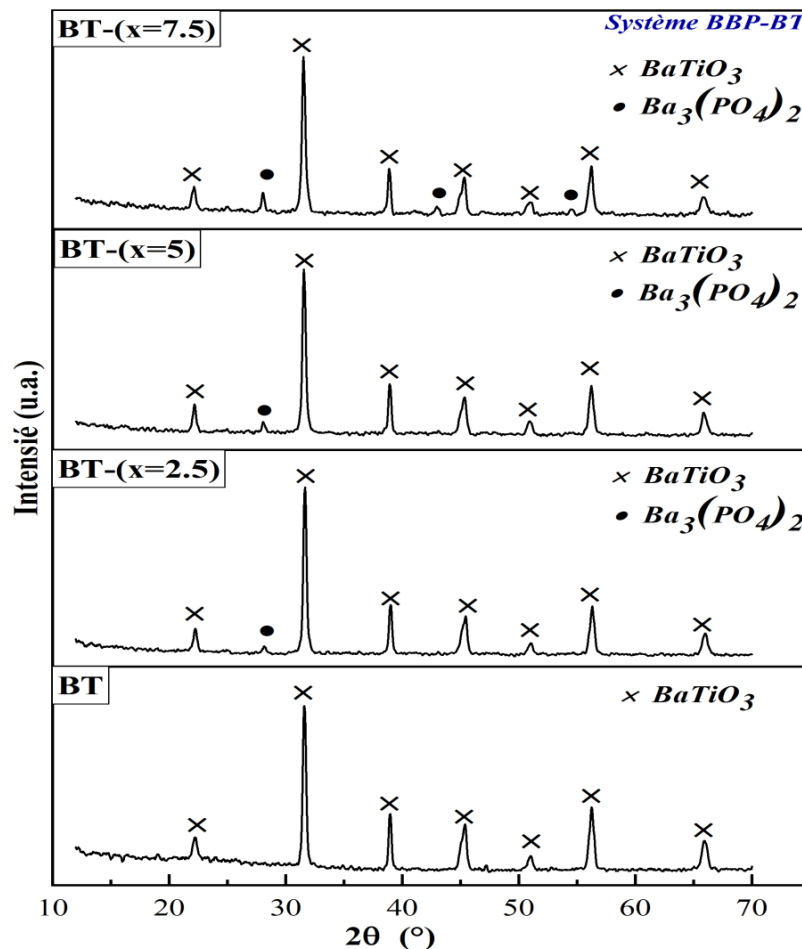 BT-(x=7.5)
Système BBP-BT
× BaTiO3
● Ba3(PO4)2
BT-(x=5)
× BaTiO3
● Ba3(PO4)2
BT-(x=2.5)
× BaTiO3
● Ba3(PO4)2
BT
× BaTiO3
Intensié (u.a.)
10 20 30 40 50 60 70
2θ (°)